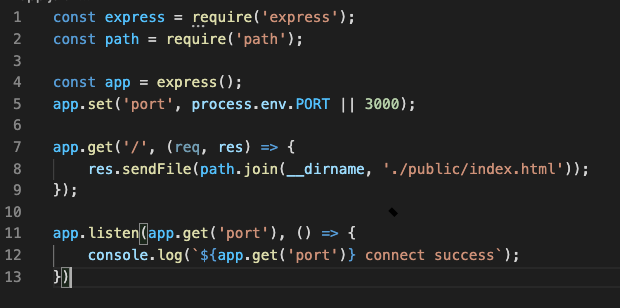 1 const express = require('express');
2 const path = require('path');
3
4 const app = express();
5 app.set('port', process.env.PORT || 3000);
6
7 app.get('/', (req, res) => {
8     res.sendFile(path.join(__dirname, './public/index.html'));
9 });
10
11 app.listen(app.get('port'), () => {
12     console.log(`${app.get('port')} connect success`);
13 })